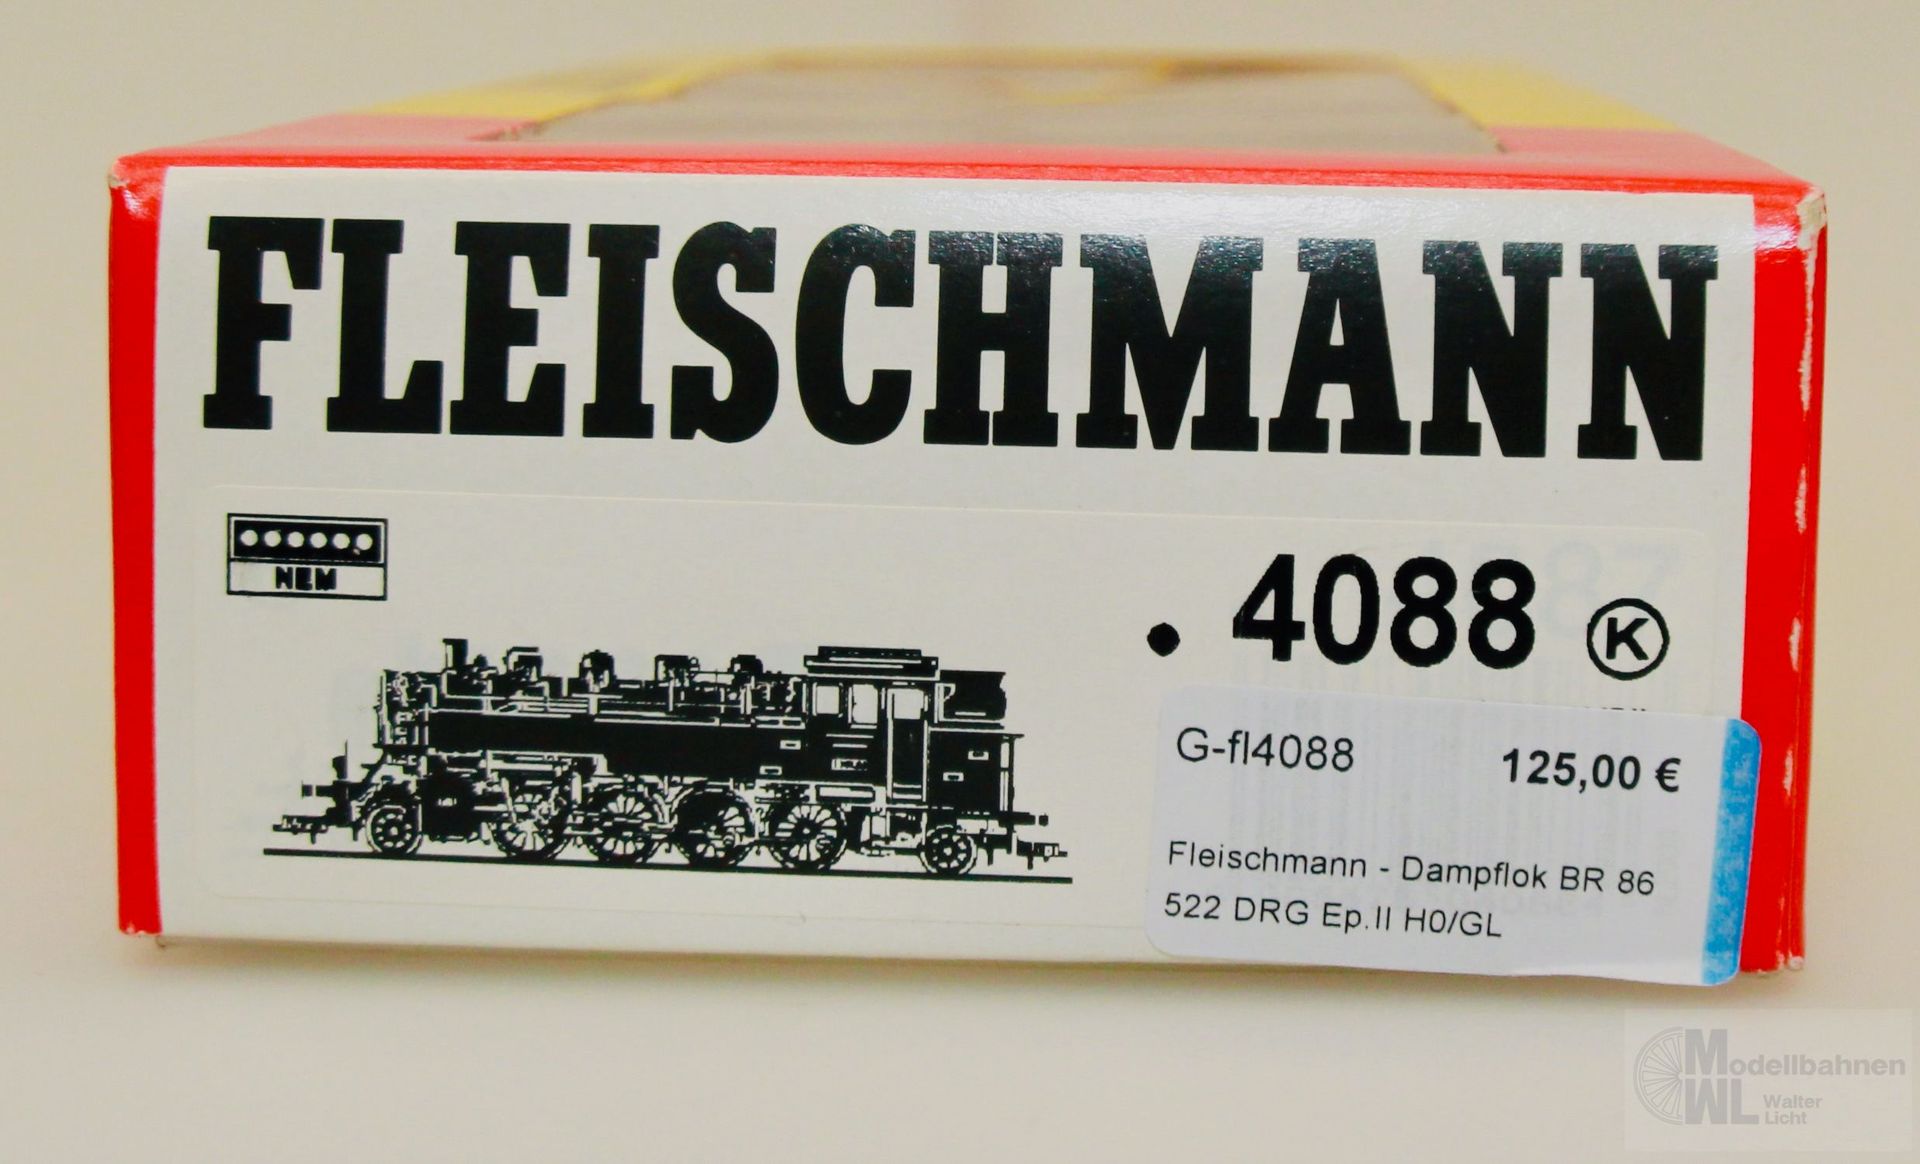 FLEISCHMANN
NEM
. 4088 K
G-fl4088 125,00 €
Fleischmann - Dampflok BR 86
522 DRG Ep.II H0/GL
Modellbahnen
WL Walter
Licht